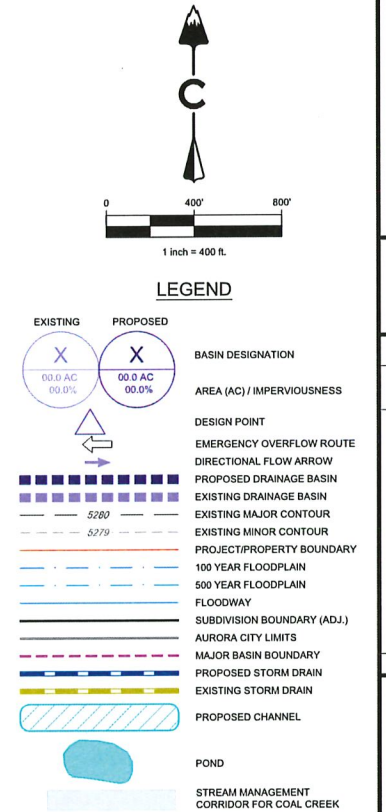 C
0 400' 800'
1 inch = 400 ft.
LEGEND
EXISTING PROPOSED
X X BASIN DESIGNATION
00.0 AC 00.0 AC AREA (AC) / IMPERVIOUSNESS
00.0% 00.0%
DESIGN POINT
EMERGENCY OVERFLOW ROUTE
DIRECTIONAL FLOW ARROW
PROPOSED DRAINAGE BASIN
EXISTING DRAINAGE BASIN
5280 EXISTING MAJOR CONTOUR
5279 EXISTING MINOR CONTOUR
PROJECT/PROPERTY BOUNDARY
100 YEAR FLOODPLAIN
500 YEAR FLOODPLAIN
FLOODWAY
SUBDIVISION BOUNDARY (ADJ.)
AURORA CITY LIMITS
MAJOR BASIN BOUNDARY
PROPOSED STORM DRAIN
EXISTING STORM DRAIN
PROPOSED CHANNEL
POND
STREAM MANAGEMENT
CORRIDOR FOR COAL CREEK